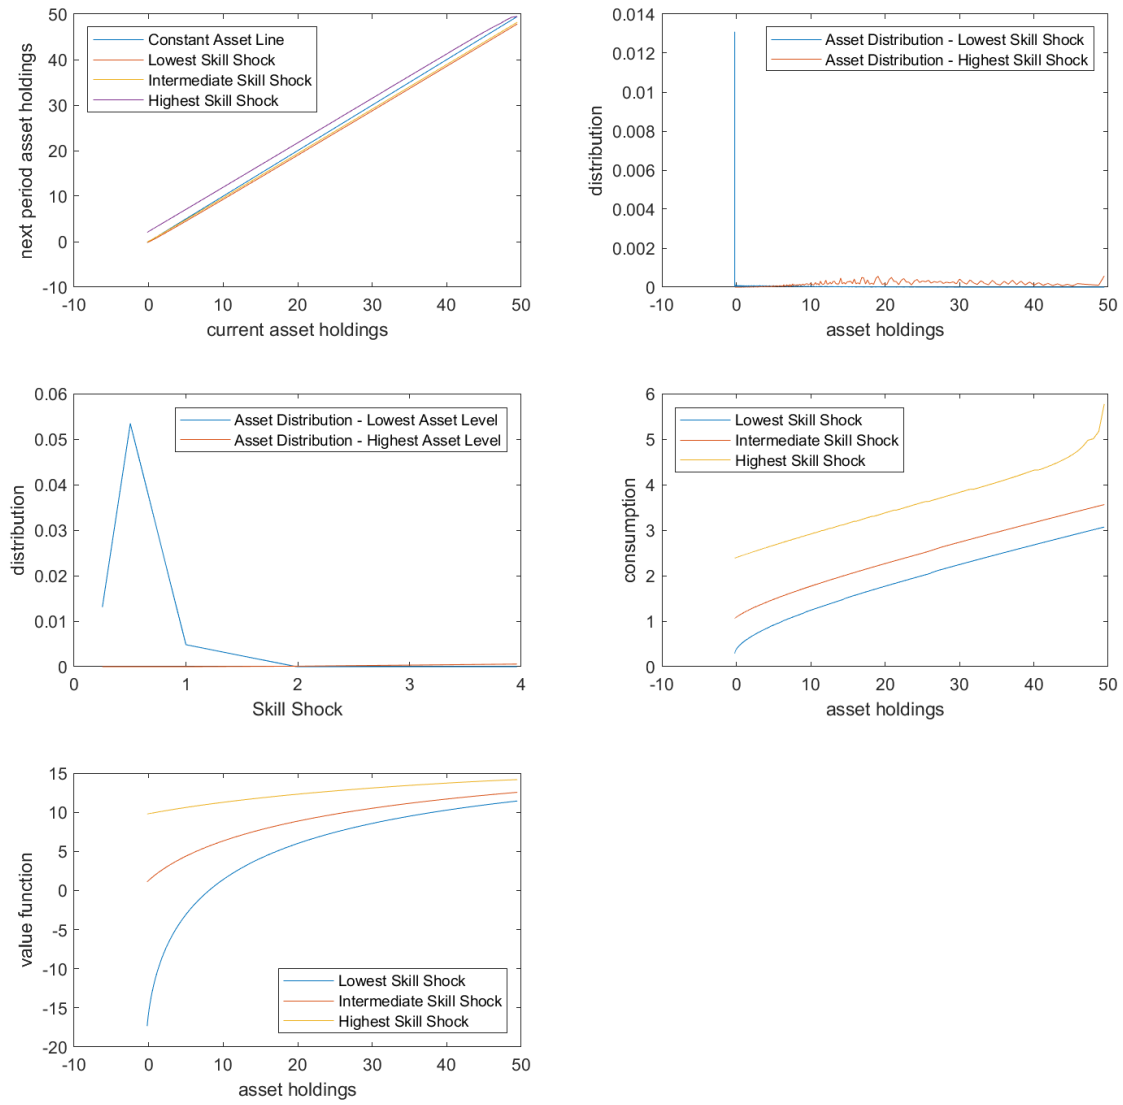 50
40
30
20
10
0
-10
-10
0
10
20
30
40
50
next period asset holdings
current asset holdings
Constant Asset Line
Lowest Skill Shock
Intermediate Skill Shock
Highest Skill Shock
0.014
0.012
0.01
0.008
0.006
0.004
0.002
0
-10
0
10
20
30
40
50
distribution
asset holdings
Asset Distribution - Lowest Skill Shock
Asset Distribution - Highest Skill Shock
0.06
0.05
0.04
0.03
0.02
0.01
0
0
1
2
3
4
distribution
Skill Shock
Asset Distribution - Lowest Asset Level
Asset Distribution - Highest Asset Level
6
5
4
3
2
1
0
-10
0
10
20
30
40
50
consumption
asset holdings
Lowest Skill Shock
Intermediate Skill Shock
Highest Skill Shock
15
10
5
0
-5
-10
-15
-20
-10
0
10
20
30
40
50
value function
asset holdings
Lowest Skill Shock
Intermediate Skill Shock
Highest Skill Shock